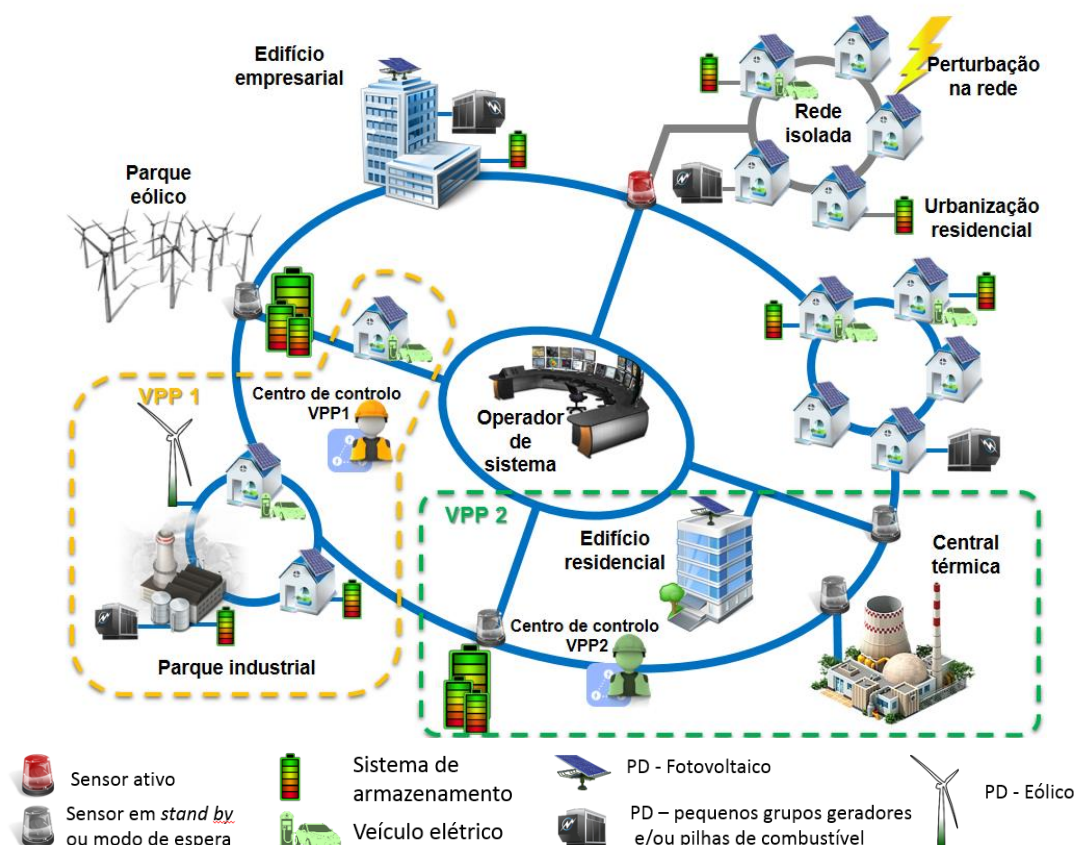 Edifício
empresarial
Perturbação
na rede
Rede
isolada
Parque
eólico
Urbanização
residencial
VPP 1
Centro de controlo
VPP1
Operador
de
sistema
VPP 2
Edifício
residencial
Central
térmica
Centro de controlo
VPP2
Parque industrial
Sensor ativo
Sensor em stand by
ou modo de espera
Sistema de
armazenamento
Veículo elétrico
PD - Fotovoltaico
PD – pequenos grupos geradores
e/ou pilhas de combustível
PD - Eólico